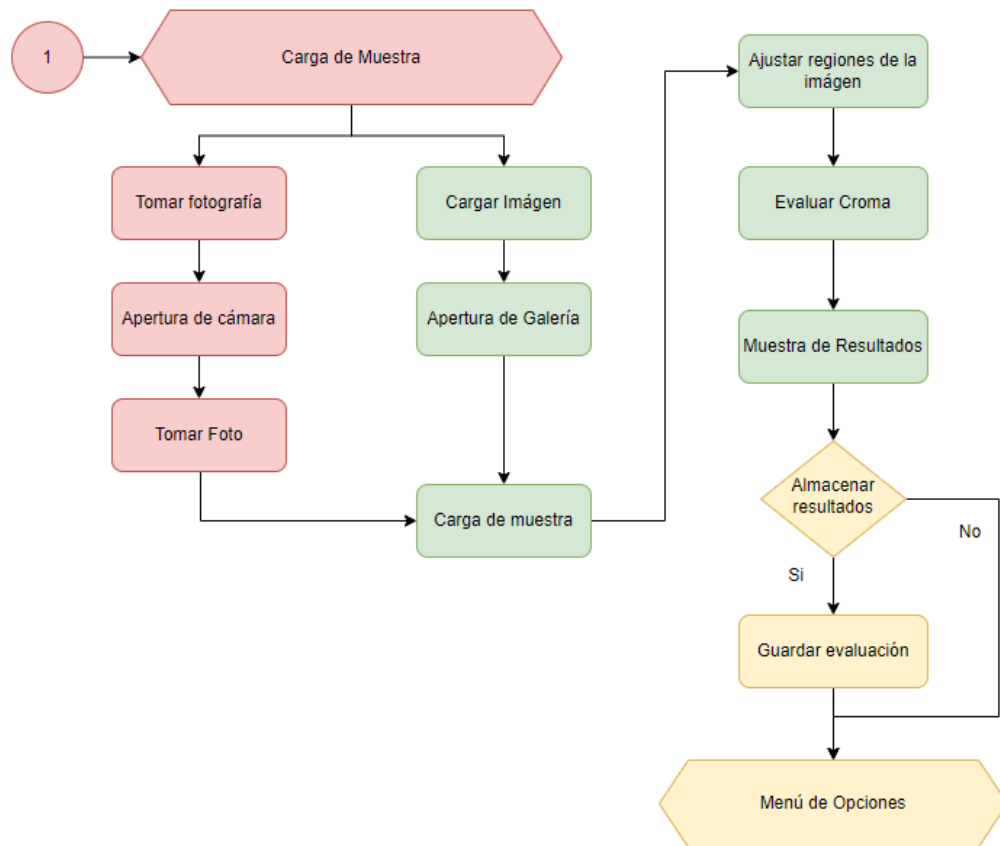 1
Carga de Muestra
Tomar fotografía
Cargar Imágen
Apertura de cámara
Apertura de Galería
Tomar Foto
Carga de muestra
Ajustar regiones de la
imágen
Evaluar Croma
Muestra de Resultados
Almacenar
resultados
No
Si
Guardar evaluación
Menú de Opciones